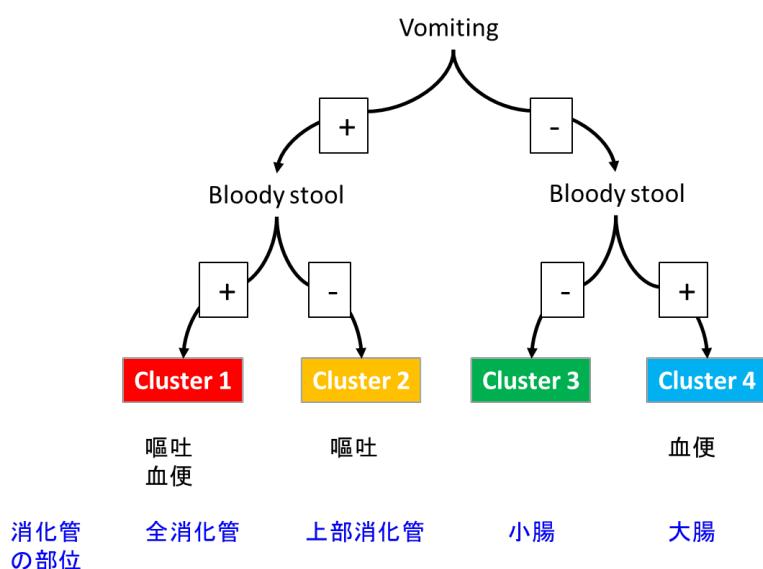 Vomiting
+
-
Bloody stool
Bloody stool
+
-
-
+
Cluster 1
Cluster 2
Cluster 3
Cluster 4
嘔吐
血便
嘔吐
血便
消化管
の部位
全消化管
上部消化管
小腸
大腸